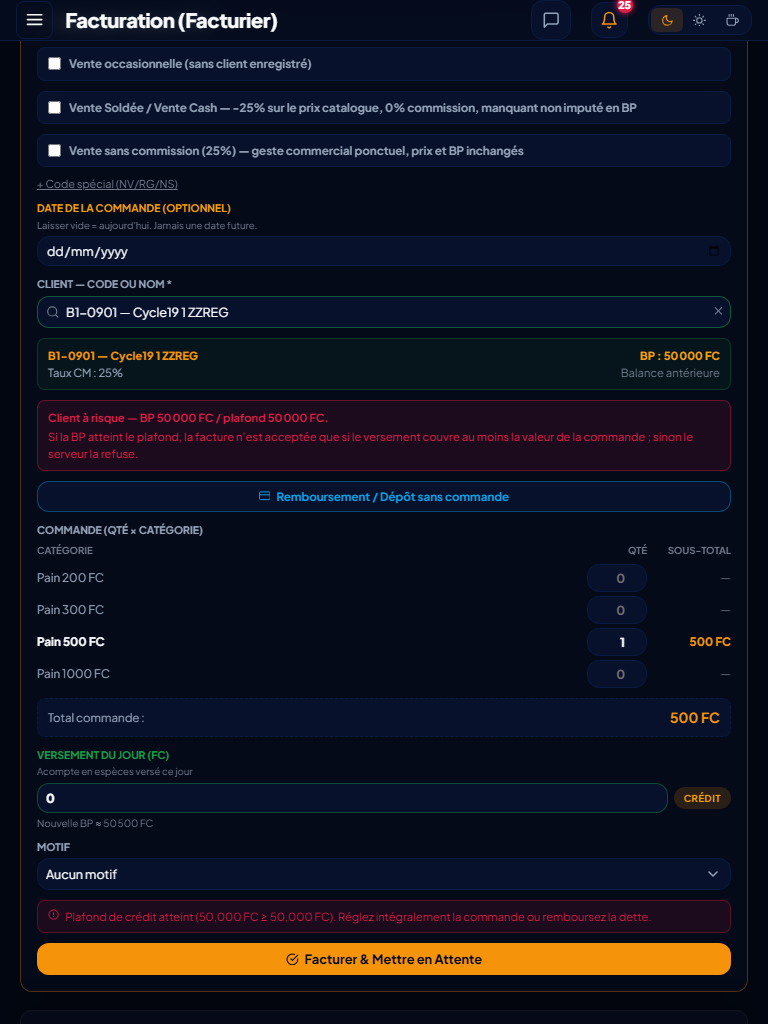 Facturation (Facturier)
25
Vente occasionnelle (sans client enregistré)
Vente Soldée / Vente Cash — -25% sur le prix catalogue, 0% commission, manquant non imputé en BP
Vente sans commission (25%) — geste commercial ponctuel, prix et BP inchangés
+ Code spécial (NV/RG/NS)
DATE DE LA COMMANDE (OPTIONNEL)
Laisser vide = aujourd'hui. Jamais une date future.
dd/mm/yyyy
CLIENT — CODE OU NOM *
B1-0901 — Cycle19 1 ZZREG
B1-0901 — Cycle19 1 ZZREG BP : 50 000 FC
Taux CM : 25% Balance antérieure
Client à risque — BP 50 000 FC / plafond 50 000 FC.
Si la BP atteint le plafond, la facture n'est acceptée que si le versement couvre au moins la valeur de la commande ; sinon le
serveur la refuse.
Remboursement / Dépôt sans commande
COMMANDE (QTÉ × CATÉGORIE)
CATÉGORIE QTÉ SOUS-TOTAL
Pain 200 FC 0 —
Pain 300 FC 0 —
Pain 500 FC 1 500 FC
Pain 1000 FC 0 —
Total commande : 500 FC
VERSEMENT DU JOUR (FC)
Acompte en espèces versé ce jour
0 CRÉDIT
Nouvelle BP ≈ 50 500 FC
MOTIF
Aucun motif
Plafond de crédit atteint (50,000 FC ≥ 50,000 FC). Réglez intégralement la commande ou remboursez la dette.
Facturer & Mettre en Attente